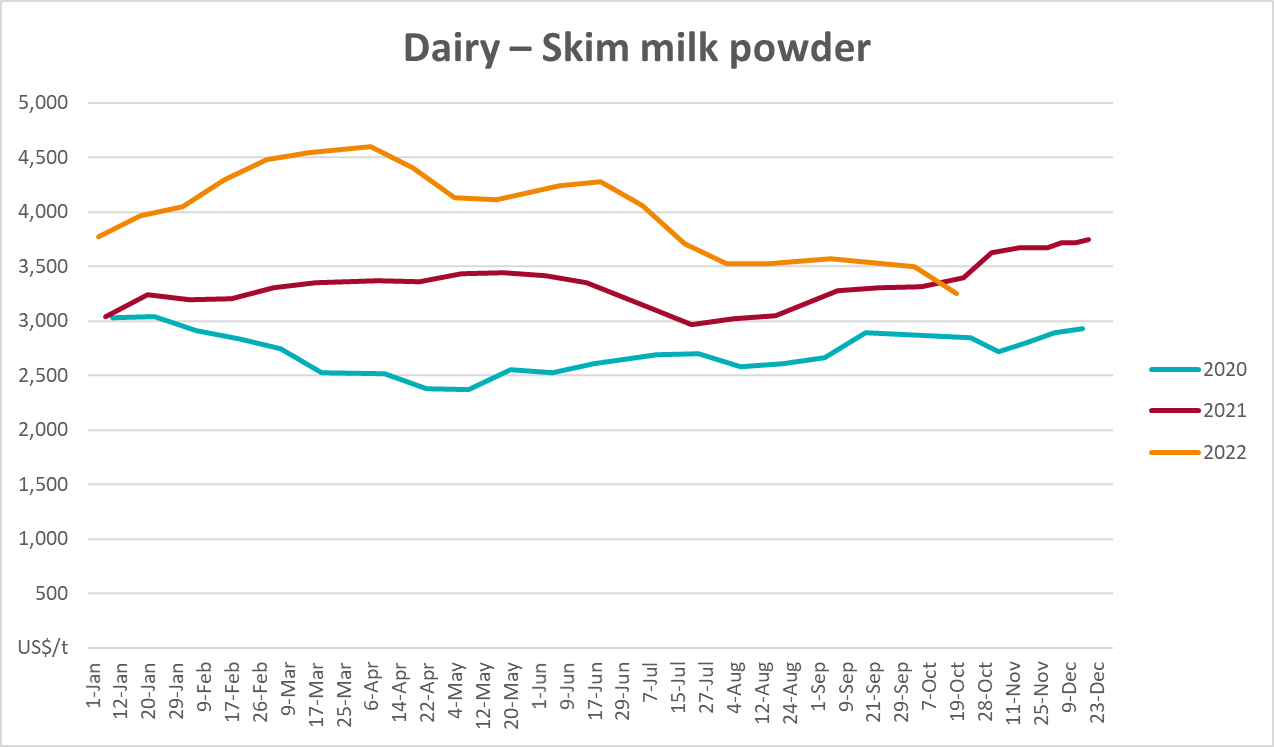 Dairy – Skim milk powder
5,000
4,500
4,000
3,500
3,000
2,500
2,000
1,500
1,000
500
US$/t
1-Jan
12-Jan
20-Jan
29-Jan
9-Feb
17-Feb
26-Feb
9-Mar
17-Mar
25-Mar
6-Apr
14-Apr
22-Apr
4-May
12-May
20-May
1-Jun
9-Jun
17-Jun
29-Jun
7-Jul
15-Jul
27-Jul
4-Aug
12-Aug
24-Aug
1-Sep
9-Sep
21-Sep
29-Sep
7-Oct
19-Oct
28-Oct
11-Nov
25-Nov
9-Dec
23-Dec
2020
2021
2022